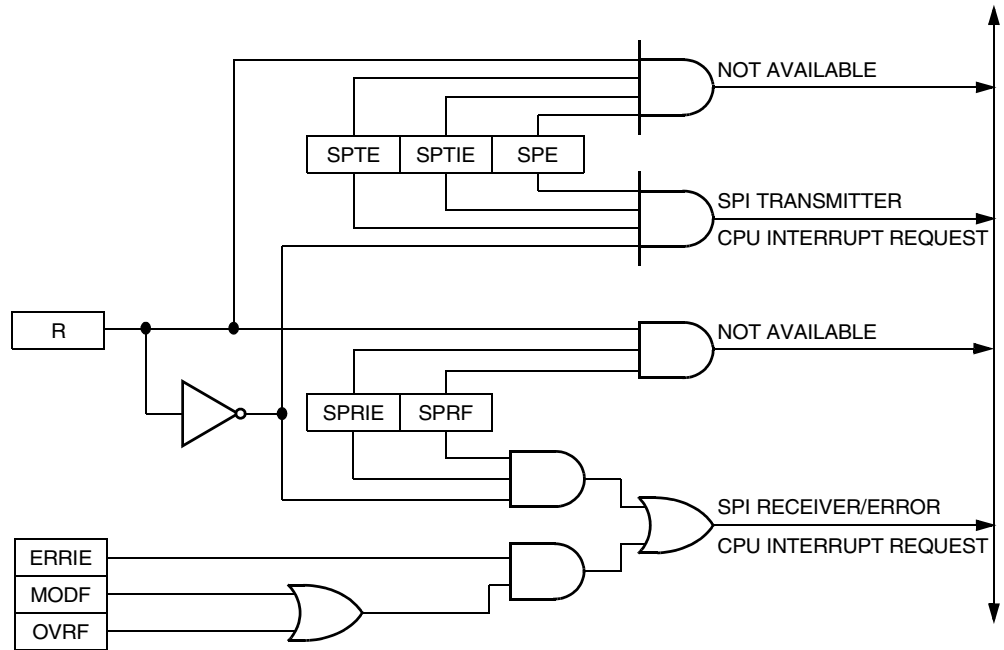 NOT AVAILABLE
SPTE SPTIE SPE
SPI TRANSMITTER
CPU INTERRUPT REQUEST
R
NOT AVAILABLE
SPRIE SPRF
SPI RECEIVER/ERROR
CPU INTERRUPT REQUEST
ERRIE
MODF
OVRF